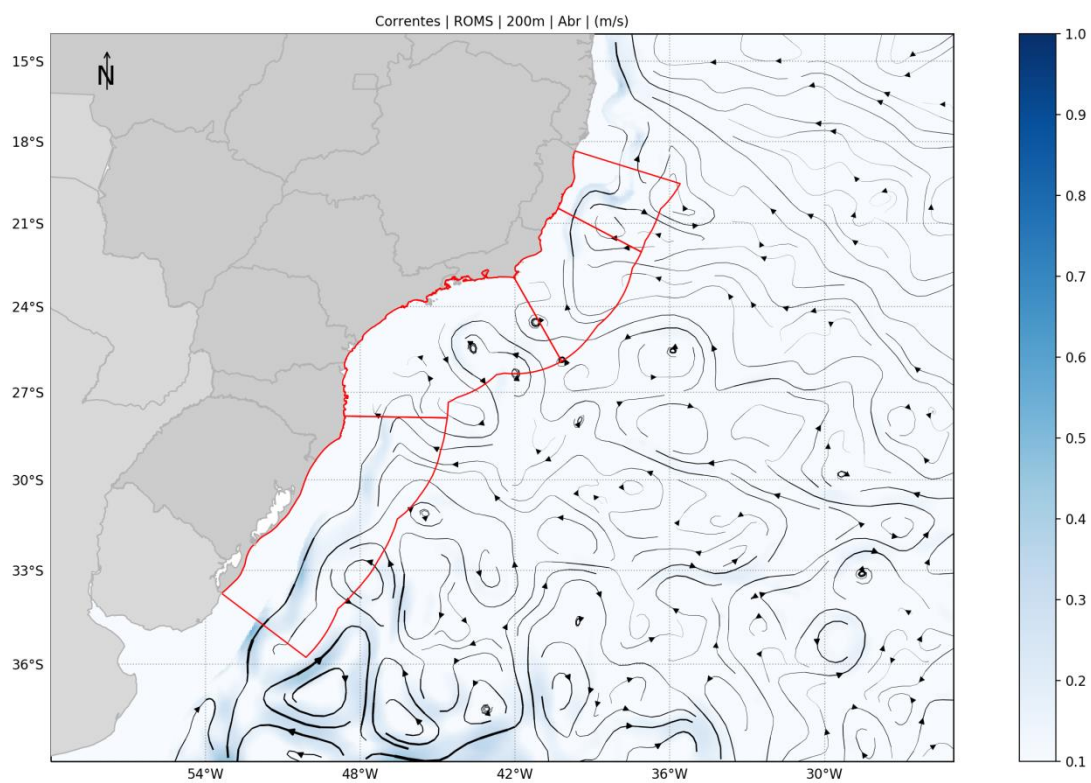 Correntes | ROMS | 200m | Abr | (m/s)
N
15°S
18°S
21°S
24°S
27°S
30°S
33°S
36°S
54°W
48°W
42°W
36°W
30°W
1.0
0.9
0.8
0.7
0.6
0.5
0.4
0.3
0.2
0.1